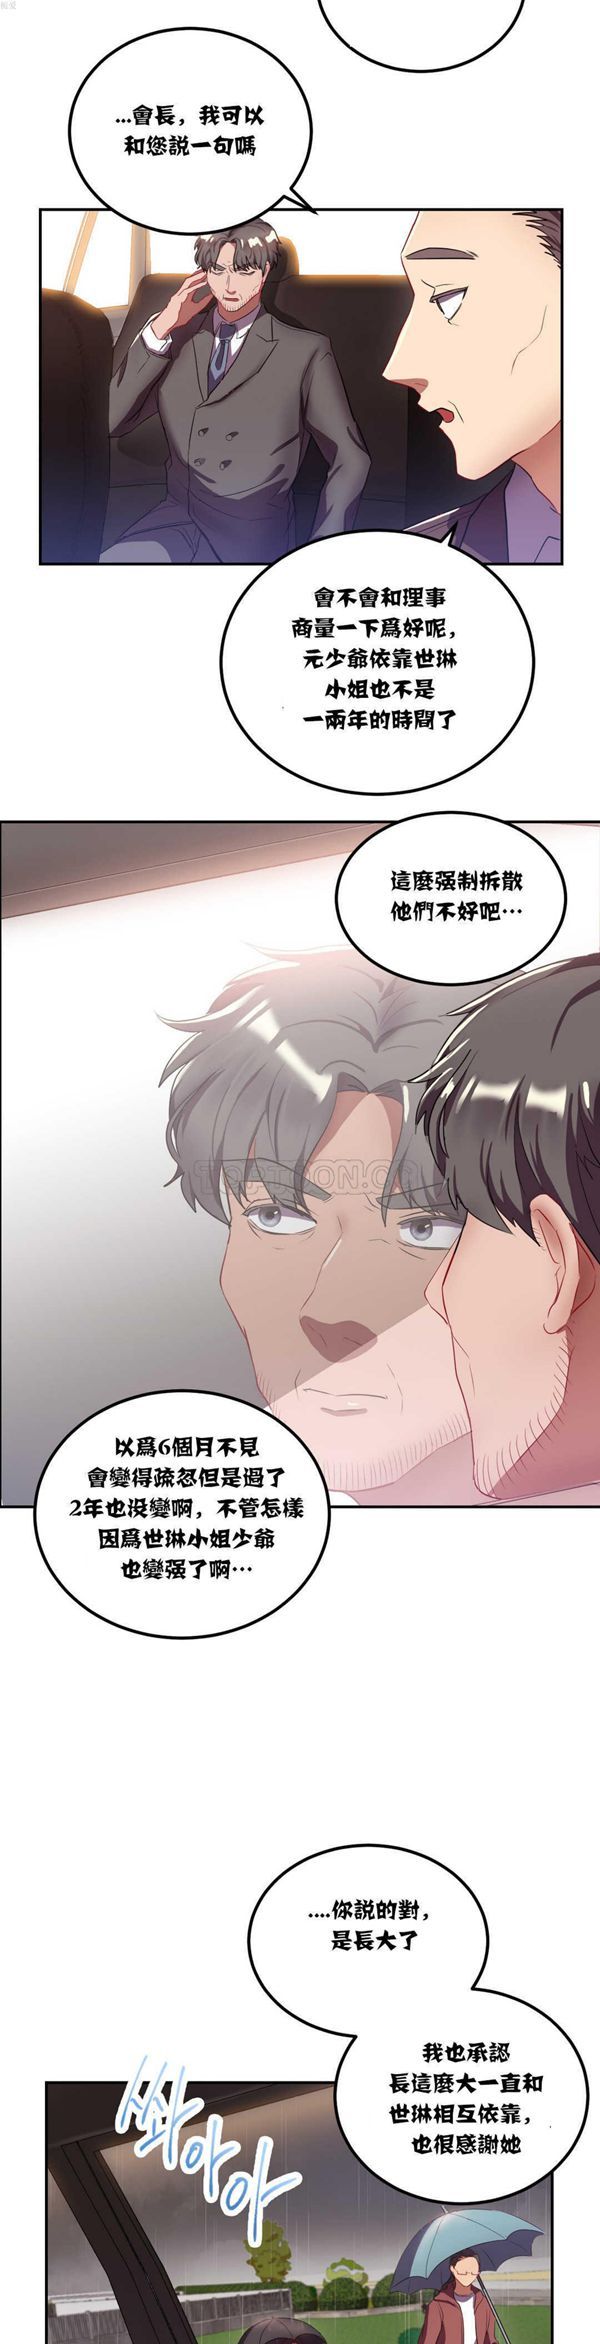 板爱
...會長，我可以
和您說一句嗎
會不會和理事
商量一下爲好呢，
元少爺依靠世琳
小姐也不是
一兩年的時間了
這麼强制拆散
他們不好吧…
TOPTOON.CC
以爲6個月不見
會變得疏忽但是過了
2年也没變啊，不管怎樣
因爲世琳小姐少爺
也變强了啊…
....你説的對，
是長大了
我也承認
長這麼大一直和
世琳相互依靠，
也很感謝她
쏴아아